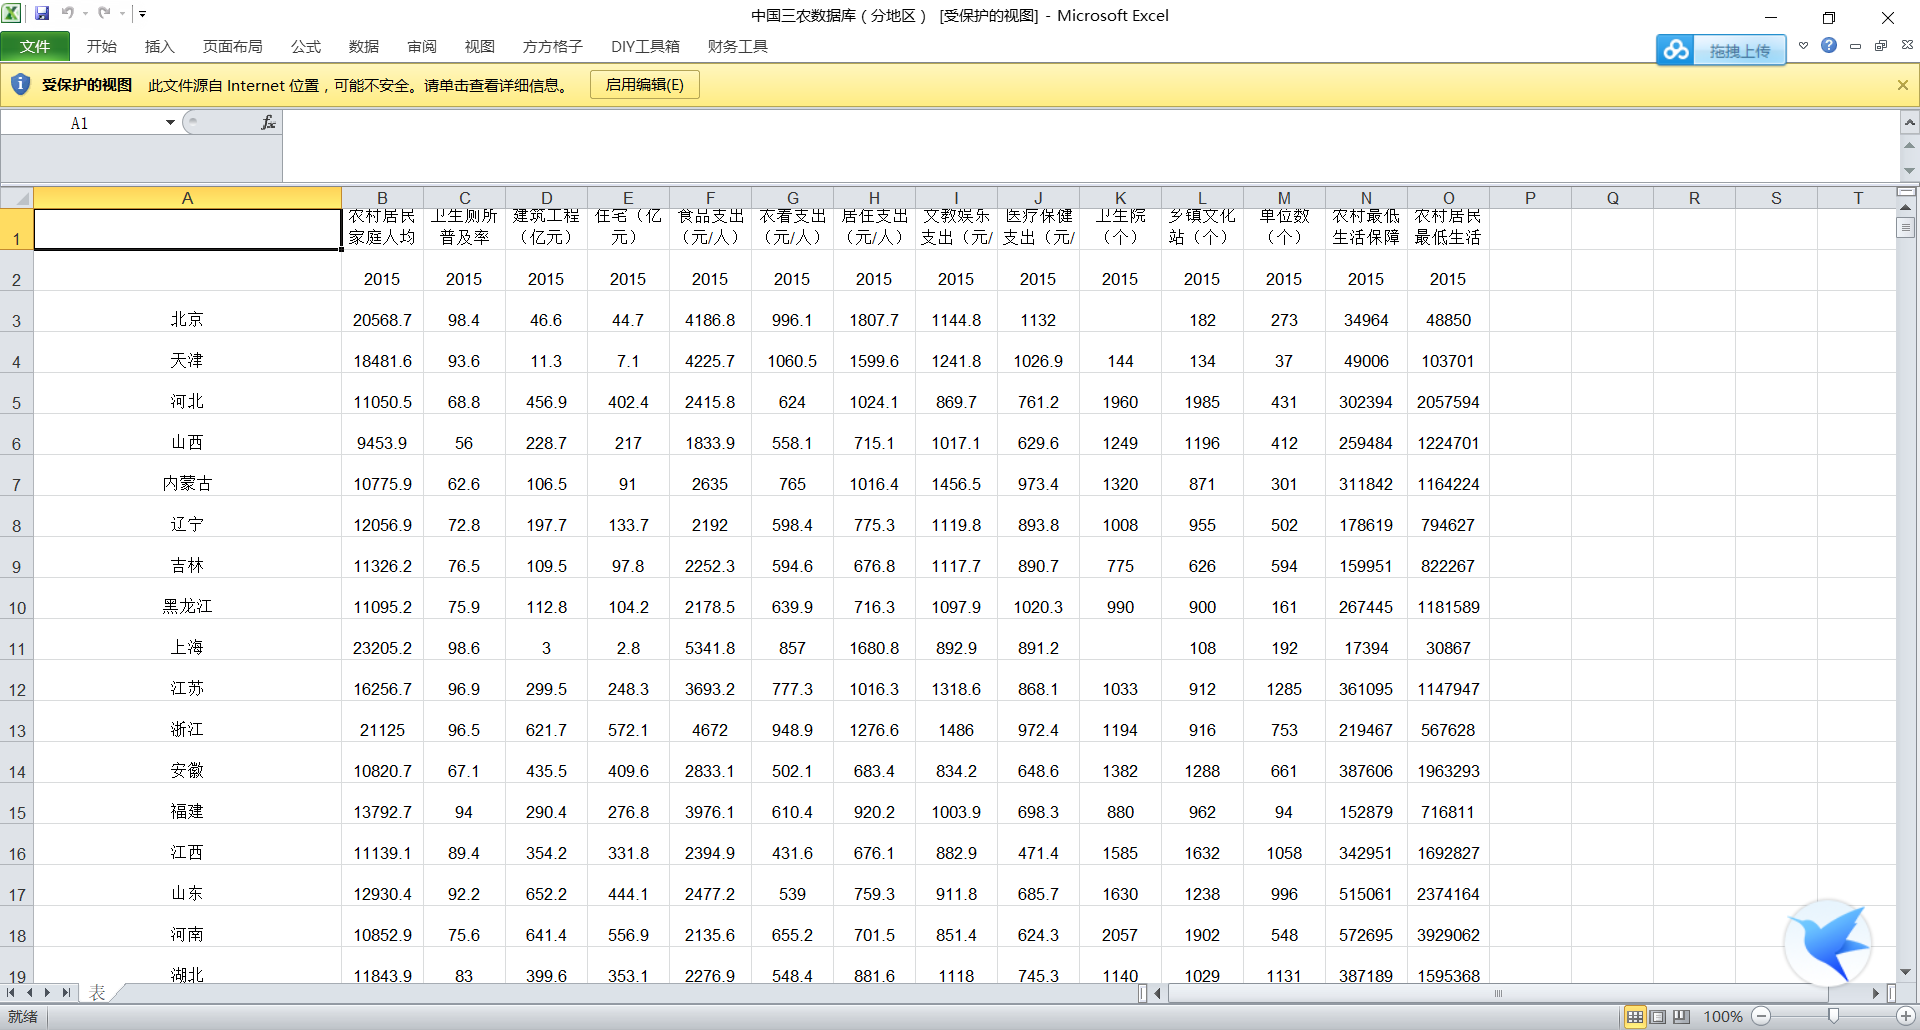 中国三农数据库（分地区） [受保护的视图] - Microsoft Excel
文件 开始 插入 页面布局 公式 数据 审阅 视图 方方格子 DIY工具箱 财务工具 拖拽上传
受保护的视图 此文件源自 Internet 位置，可能不安全。请单击查看详细信息。 启用编辑(E)
A1 fx
A B C D E F G H I J K L M N O P Q R S T
农村居民 卫生厕所 建筑工程 住宅（亿 食品支出 衣着支出 居住支出 文教娱乐 医疗保健 卫生院 乡镇文化 单位数 农村最低 农村居民
1 家庭人均 普及率 （亿元） 元） （元/人） （元/人） （元/人） 支出（元/ 支出（元/ （个） 站（个） （个） 生活保障 最低生活
2 2015 2015 2015 2015 2015 2015 2015 2015 2015 2015 2015 2015 2015 2015
3 北京 20568.7 98.4 46.6 44.7 4186.8 996.1 1807.7 1144.8 1132 182 273 34964 48850
4 天津 18481.6 93.6 11.3 7.1 4225.7 1060.5 1599.6 1241.8 1026.9 144 134 37 49006 103701
5 河北 11050.5 68.8 456.9 402.4 2415.8 624 1024.1 869.7 761.2 1960 1985 431 302394 2057594
6 山西 9453.9 56 228.7 217 1833.9 558.1 715.1 1017.1 629.6 1249 1196 412 259484 1224701
7 内蒙古 10775.9 62.6 106.5 91 2635 765 1016.4 1456.5 973.4 1320 871 301 311842 1164224
8 辽宁 12056.9 72.8 197.7 133.7 2192 598.4 775.3 1119.8 893.8 1008 955 502 178619 794627
9 吉林 11326.2 76.5 109.5 97.8 2252.3 594.6 676.8 1117.7 890.7 775 626 594 159951 822267
10 黑龙江 11095.2 75.9 112.8 104.2 2178.5 639.9 716.3 1097.9 1020.3 990 900 161 267445 1181589
11 上海 23205.2 98.6 3 2.8 5341.8 857 1680.8 892.9 891.2 108 192 17394 30867
12 江苏 16256.7 96.9 299.5 248.3 3693.2 777.3 1016.3 1318.6 868.1 1033 912 1285 361095 1147947
13 浙江 21125 96.5 621.7 572.1 4672 948.9 1276.6 1486 972.4 1194 916 753 219467 567628
14 安徽 10820.7 67.1 435.5 409.6 2833.1 502.1 683.4 834.2 648.6 1382 1288 661 387606 1963293
15 福建 13792.7 94 290.4 276.8 3976.1 610.4 920.2 1003.9 698.3 880 962 94 152879 716811
16 江西 11139.1 89.4 354.2 331.8 2394.9 431.6 676.1 882.9 471.4 1585 1632 1058 342951 1692827
17 山东 12930.4 92.2 652.2 444.1 2477.2 539 759.3 911.8 685.7 1630 1238 996 515061 2374164
18 河南 10852.9 75.6 641.4 556.9 2135.6 655.2 701.5 851.4 624.3 2057 1902 548 572695 3929062
19 湖北 11843.9 83 399.6 353.1 2276.9 548.4 881.6 1118 745.3 1140 1029 1131 387189 1595368
表
就绪 100%